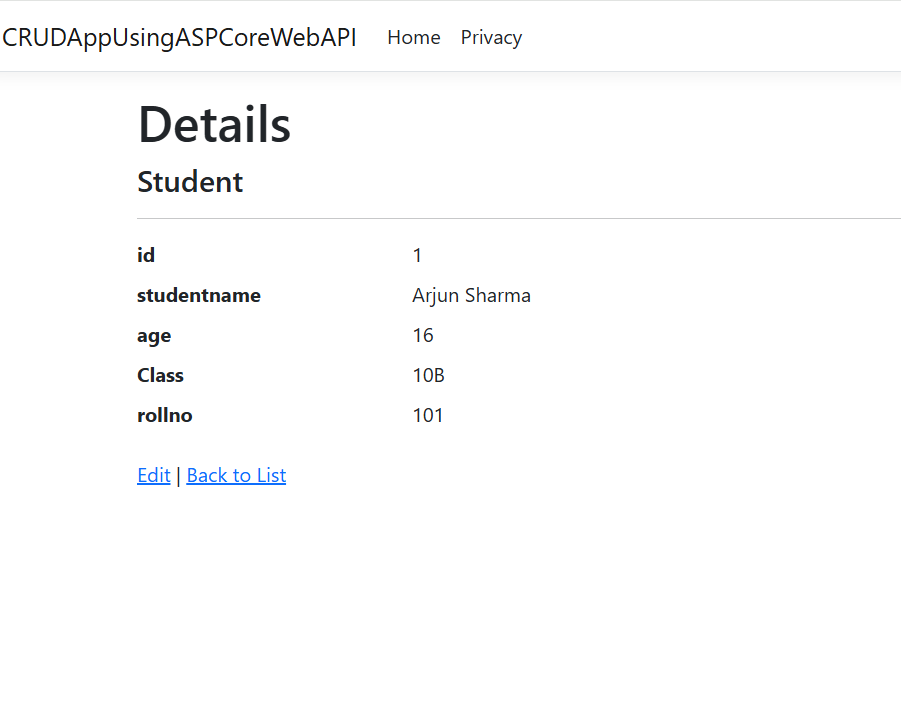 CRUDAppUsingASPCoreWebAPI Home Privacy
Details
Student
id 1
studentname Arjun Sharma
age 16
Class 10B
rollno 101
Edit | Back to List